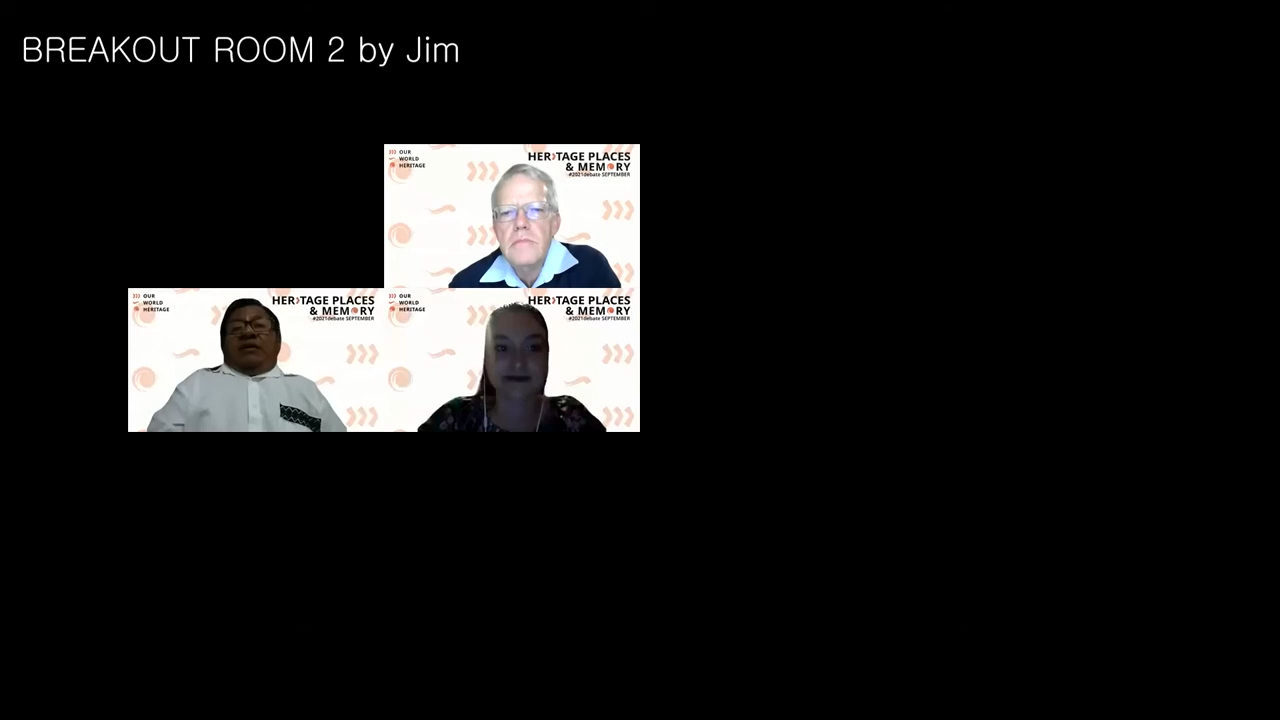 BREAKOUT ROOM 2 by Jim
OUR
WORLD
HERITAGE
HER TAGE PLACES
& MEM RY
#2021debate SEPTEMBER
OUR
WORLD
HERITAGE
HER TAGE PLACES
& MEM RY
#2021debate SEPTEMBER
OUR
WORLD
HERITAGE
HER TAGE PLACES
& MEM RY
#2021debate SEPTEMBER